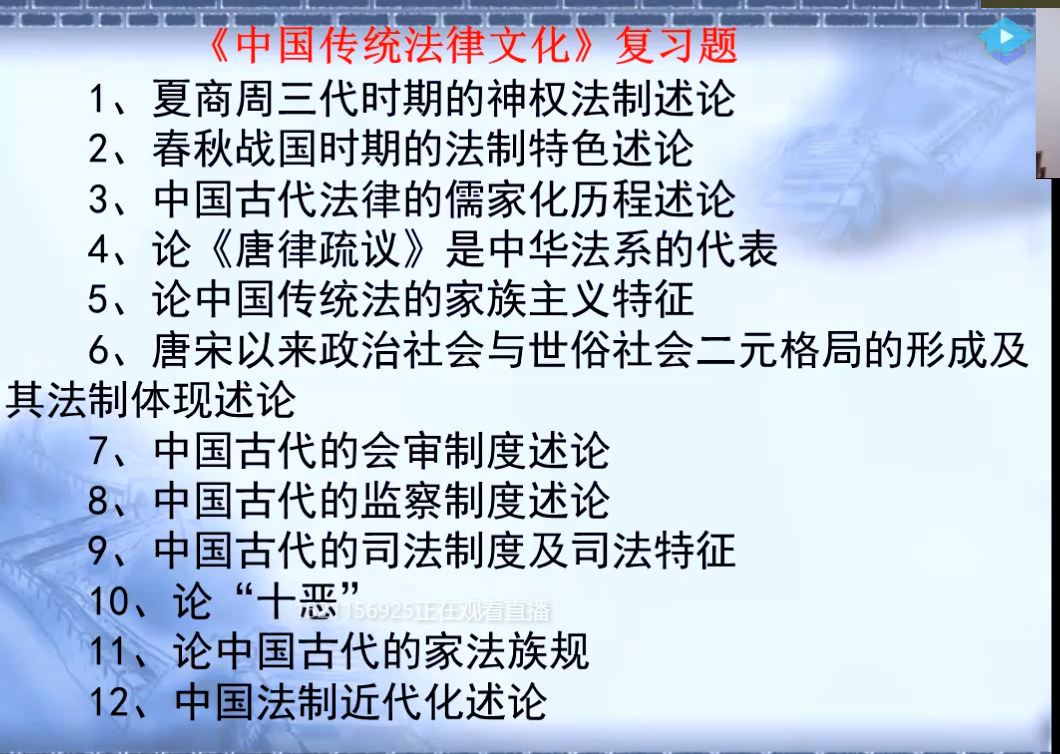 《中国传统法律文化》复习题
1、夏商周三代时期的神权法制述论
2、春秋战国时期的法制特色述论
3、中国古代法律的儒家化历程述论
4、论《唐律疏议》是中华法系的代表
5、论中国传统法的家族主义特征
6、唐宋以来政治社会与世俗社会二元格局的形成及
其法制体现述论
7、中国古代的会审制度述论
8、中国古代的监察制度述论
9、中国古代的司法制度及司法特征
10、论“十恶”
正在观看直播
11、论中国古代的家法族规
12、中国法制近代化述论